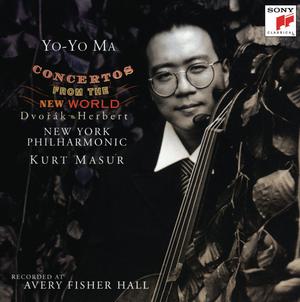 SONY
CLASSICAL
YO-YO MA
CONCERTOS
FROM THE
NEW WORLD
Dvořák • Herbert
NEW YORK
PHILHARMONIC
KURT MASUR
RECORDED AT
AVERY FISHER HALL